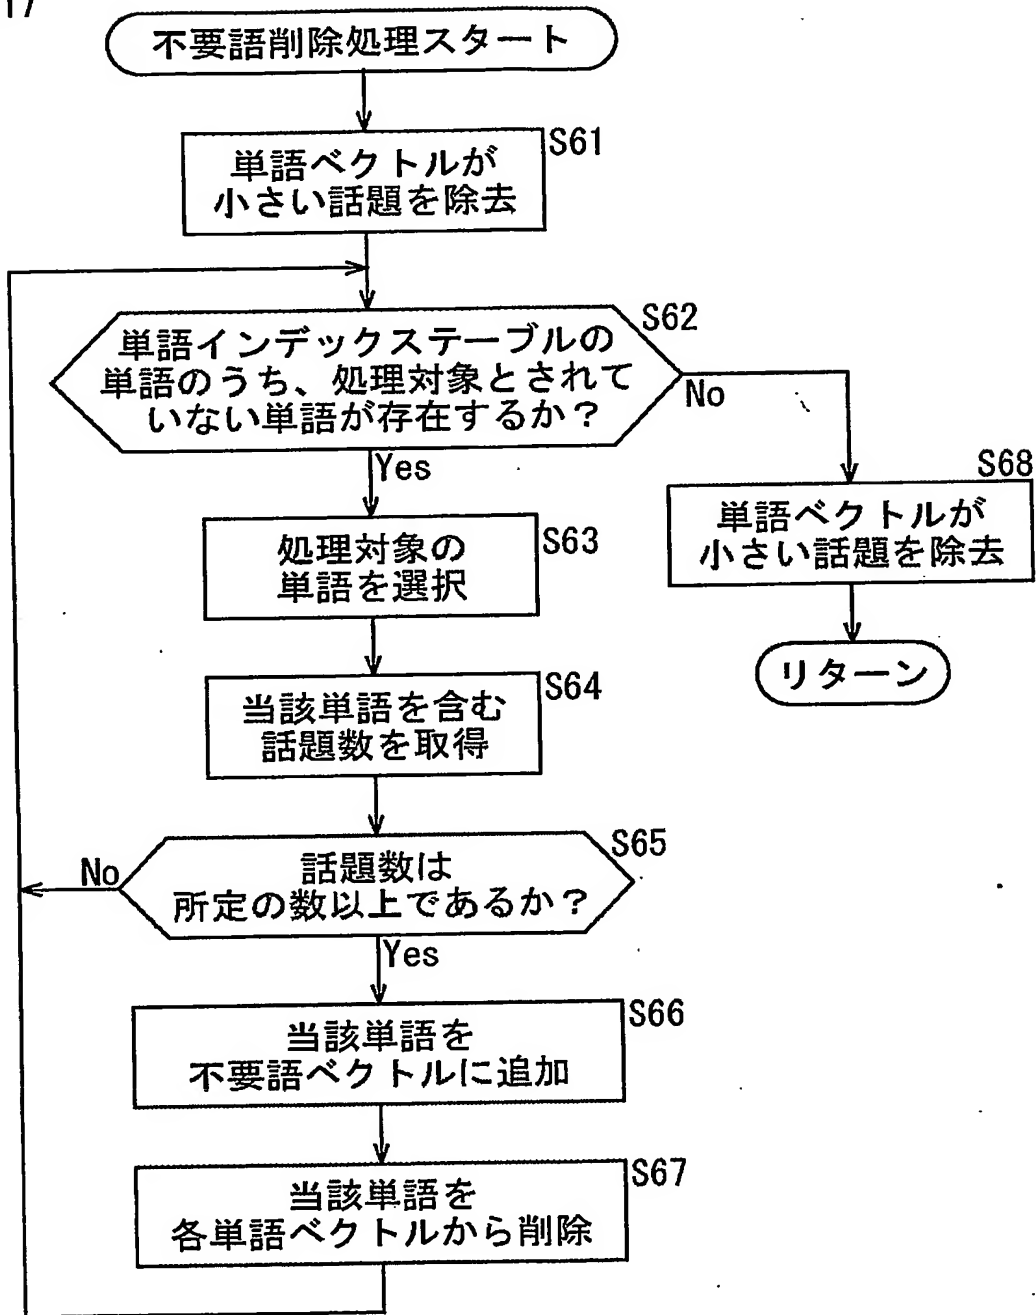 17
不要語削除処理スタート
S61
単語ベクトルが
小さい話題を除去
S62
単語インデックステーブルの
単語のうち、処理対象とされて
いない単語が存在するか?
No
Yes
S68
単語ベクトルが
小さい話題を除去
リターン
S63
処理対象の
単語を選択
S64
当該単語を含む
話題数を取得
S65
話題数は
所定の数以上であるか?
No
Yes
S66
当該単語を
不要語ベクトルに追加
S67
当該単語を
各単語ベクトルから削除